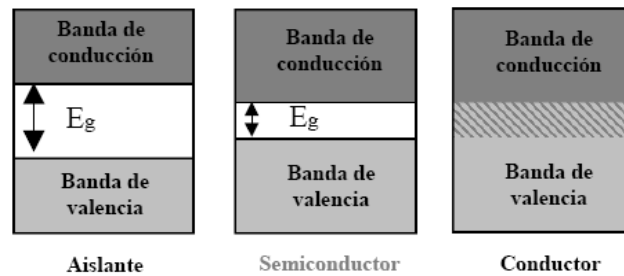 Banda de
conducción
Eg
Banda de
valencia
Aislante
Banda de
conducción
Eg
Banda de
valencia
Semiconductor
Banda de
conducción
Banda de
valencia
Conductor